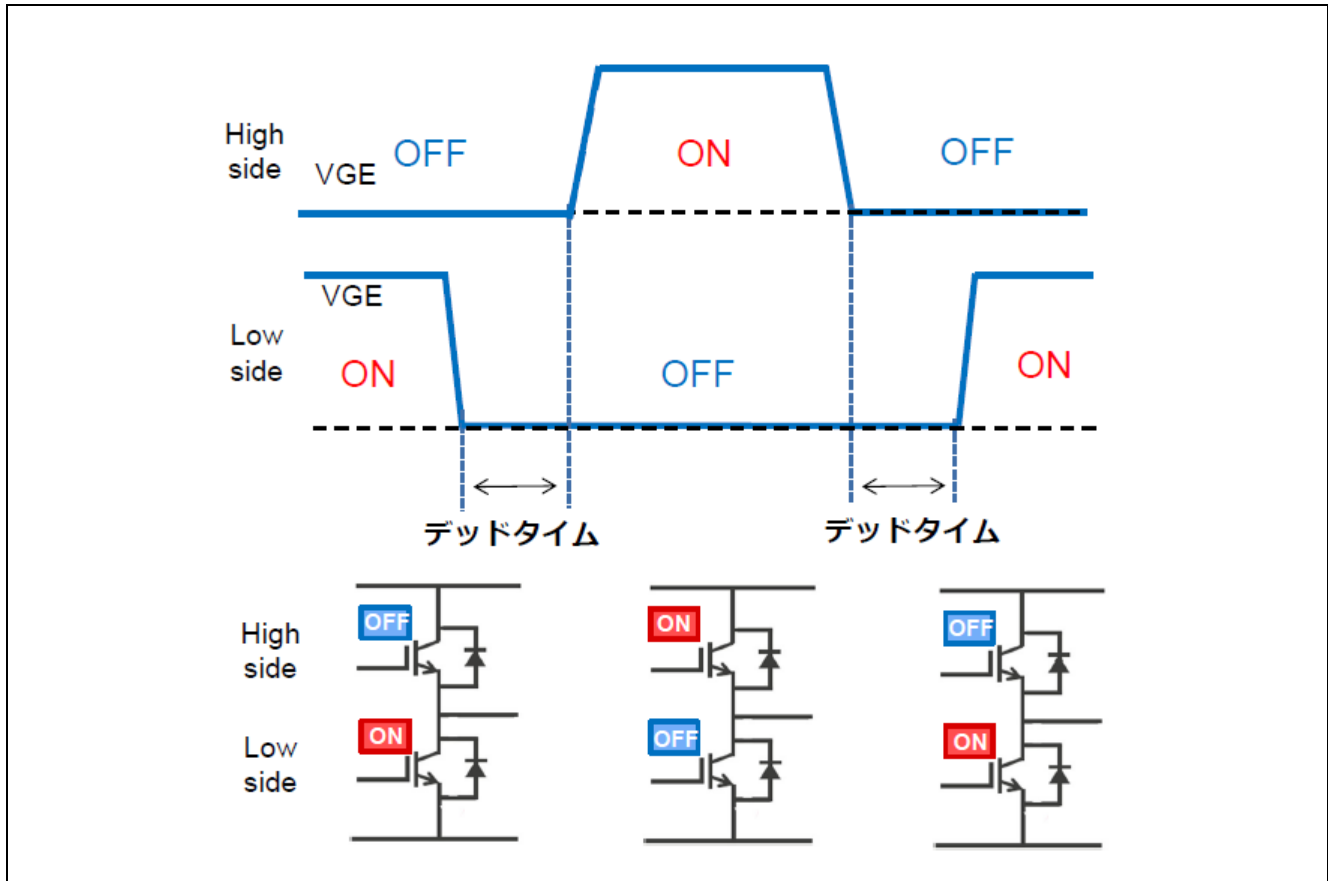 High
side
VGE
OFF
ON
OFF
VGE
Low
side
ON
OFF
ON
デッドタイム
デッドタイム
High
side
OFF
ON
OFF
Low
side
ON
OFF
ON